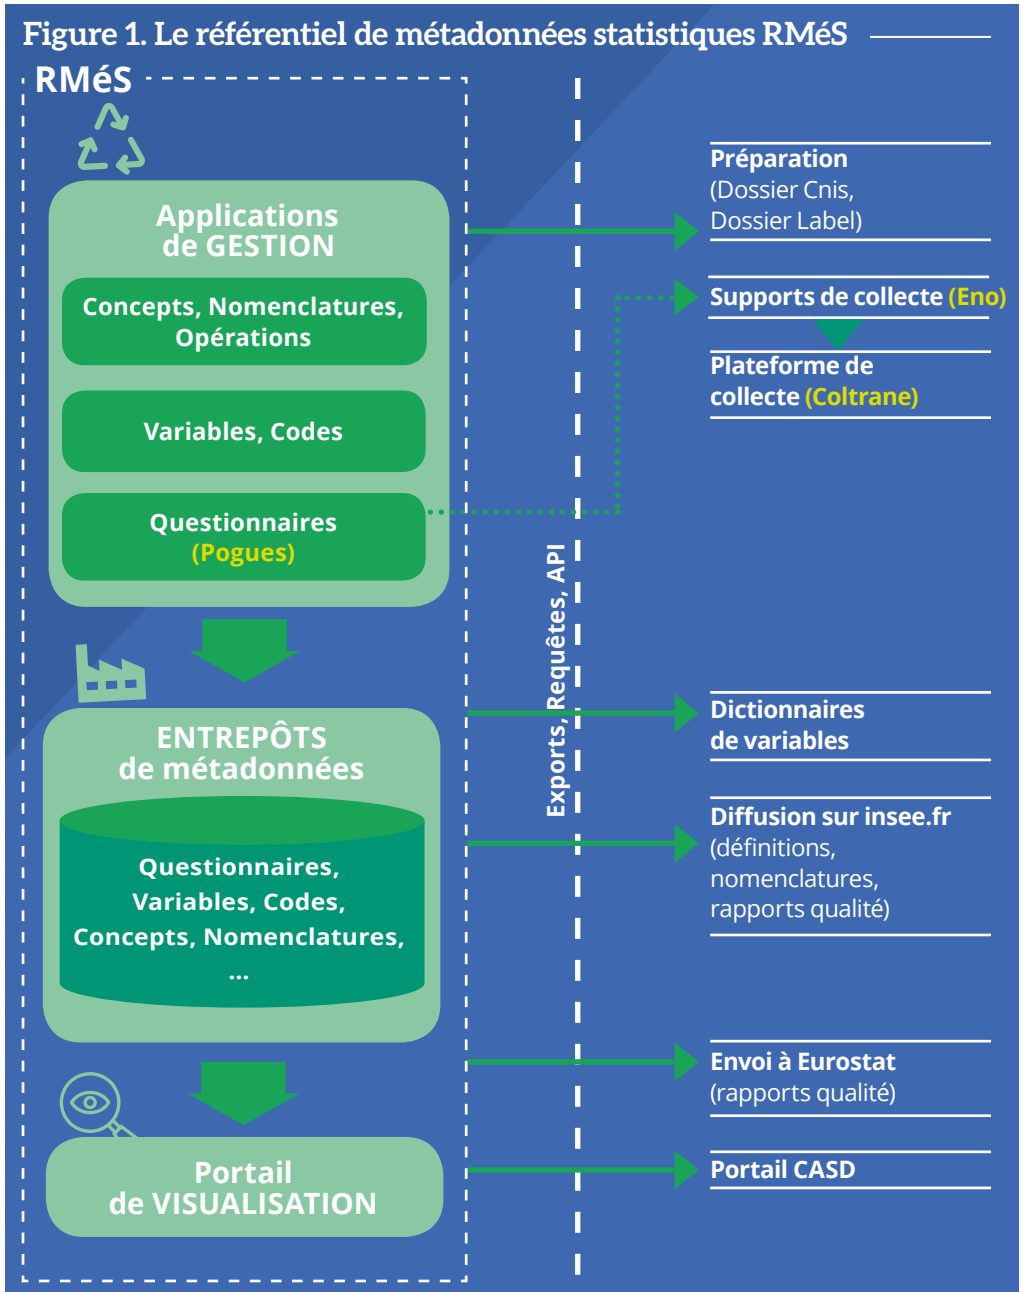 Figure 1. Le référentiel de métadonnées statistiques RMéS
RMéS
Applications
de GESTION
Concepts, Nomenclatures,
Opérations
Variables, Codes
Questionnaires
(Pogues)
ENTREPÔTS
de métadonnées
Questionnaires,
Variables, Codes,
Concepts, Nomenclatures,
...
Portail
de VISUALISATION
Exports, Requêtes, API
Préparation
(Dossier Cnis,
Dossier Label)
Supports de collecte (Eno)
Plateforme de
collecte (Coltrane)
Dictionnaires
de variables
Diffusion sur insee.fr
(définitions,
nomenclatures,
rapports qualité)
Envoi à Eurostat
(rapports qualité)
Portail CASD